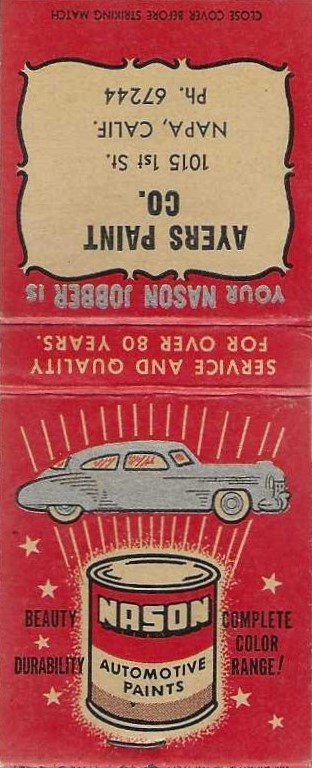 CLOSE COVER BEFORE STRIKING MATCH
YOUR NASON JOBBER IS
AYERS PAINT
CO.
1015 1st St.
NAPA, CALIF.
Ph. 67244
SERVICE AND QUALITY
FOR OVER 80 YEARS.
BEAUTY
DURABILITY
NASON
AUTOMOTIVE
PAINTS
COMPLETE
COLOR
RANGE!